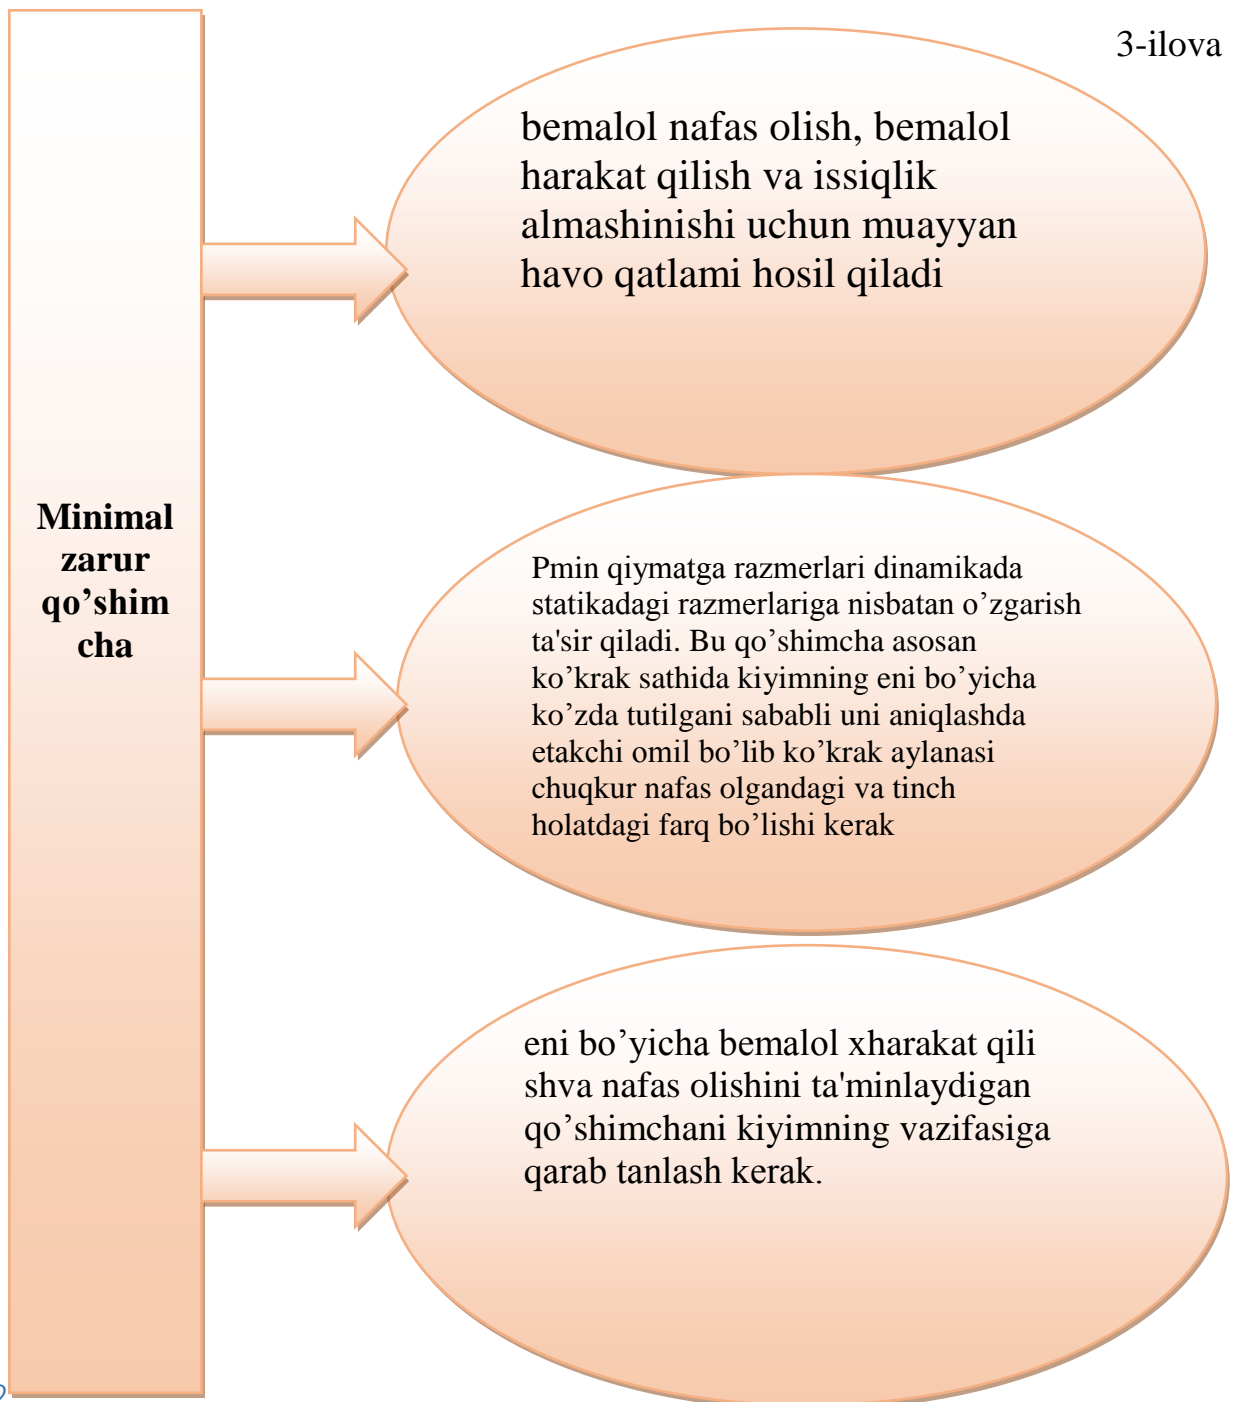 3-ilova
Minimal
zarur
qo’shim
cha
bemalol nafas olish, bemalol
harakat qilish va issiqlik
almashinishi uchun muayyan
havo qatlami hosil qiladi
Pmin qiymatga razmerlari dinamikada
statikadagi razmerlariga nisbatan o’zgarish
ta'sir qiladi. Bu qo’shimcha asosan
ko’krak sathida kiyimning eni bo’yicha
ko’zda tutilgani sababli uni aniqlashda
etakchi omil bo’lib ko’krak aylanasi
chuqkur nafas olgandagi va tinch
holatdagi farq bo’lishi kerak
eni bo’yicha bemalol xharakat qili
shva nafas olishini ta'minlaydigan
qo’shimchani kiyimning vazifasiga
qarab tanlash kerak.